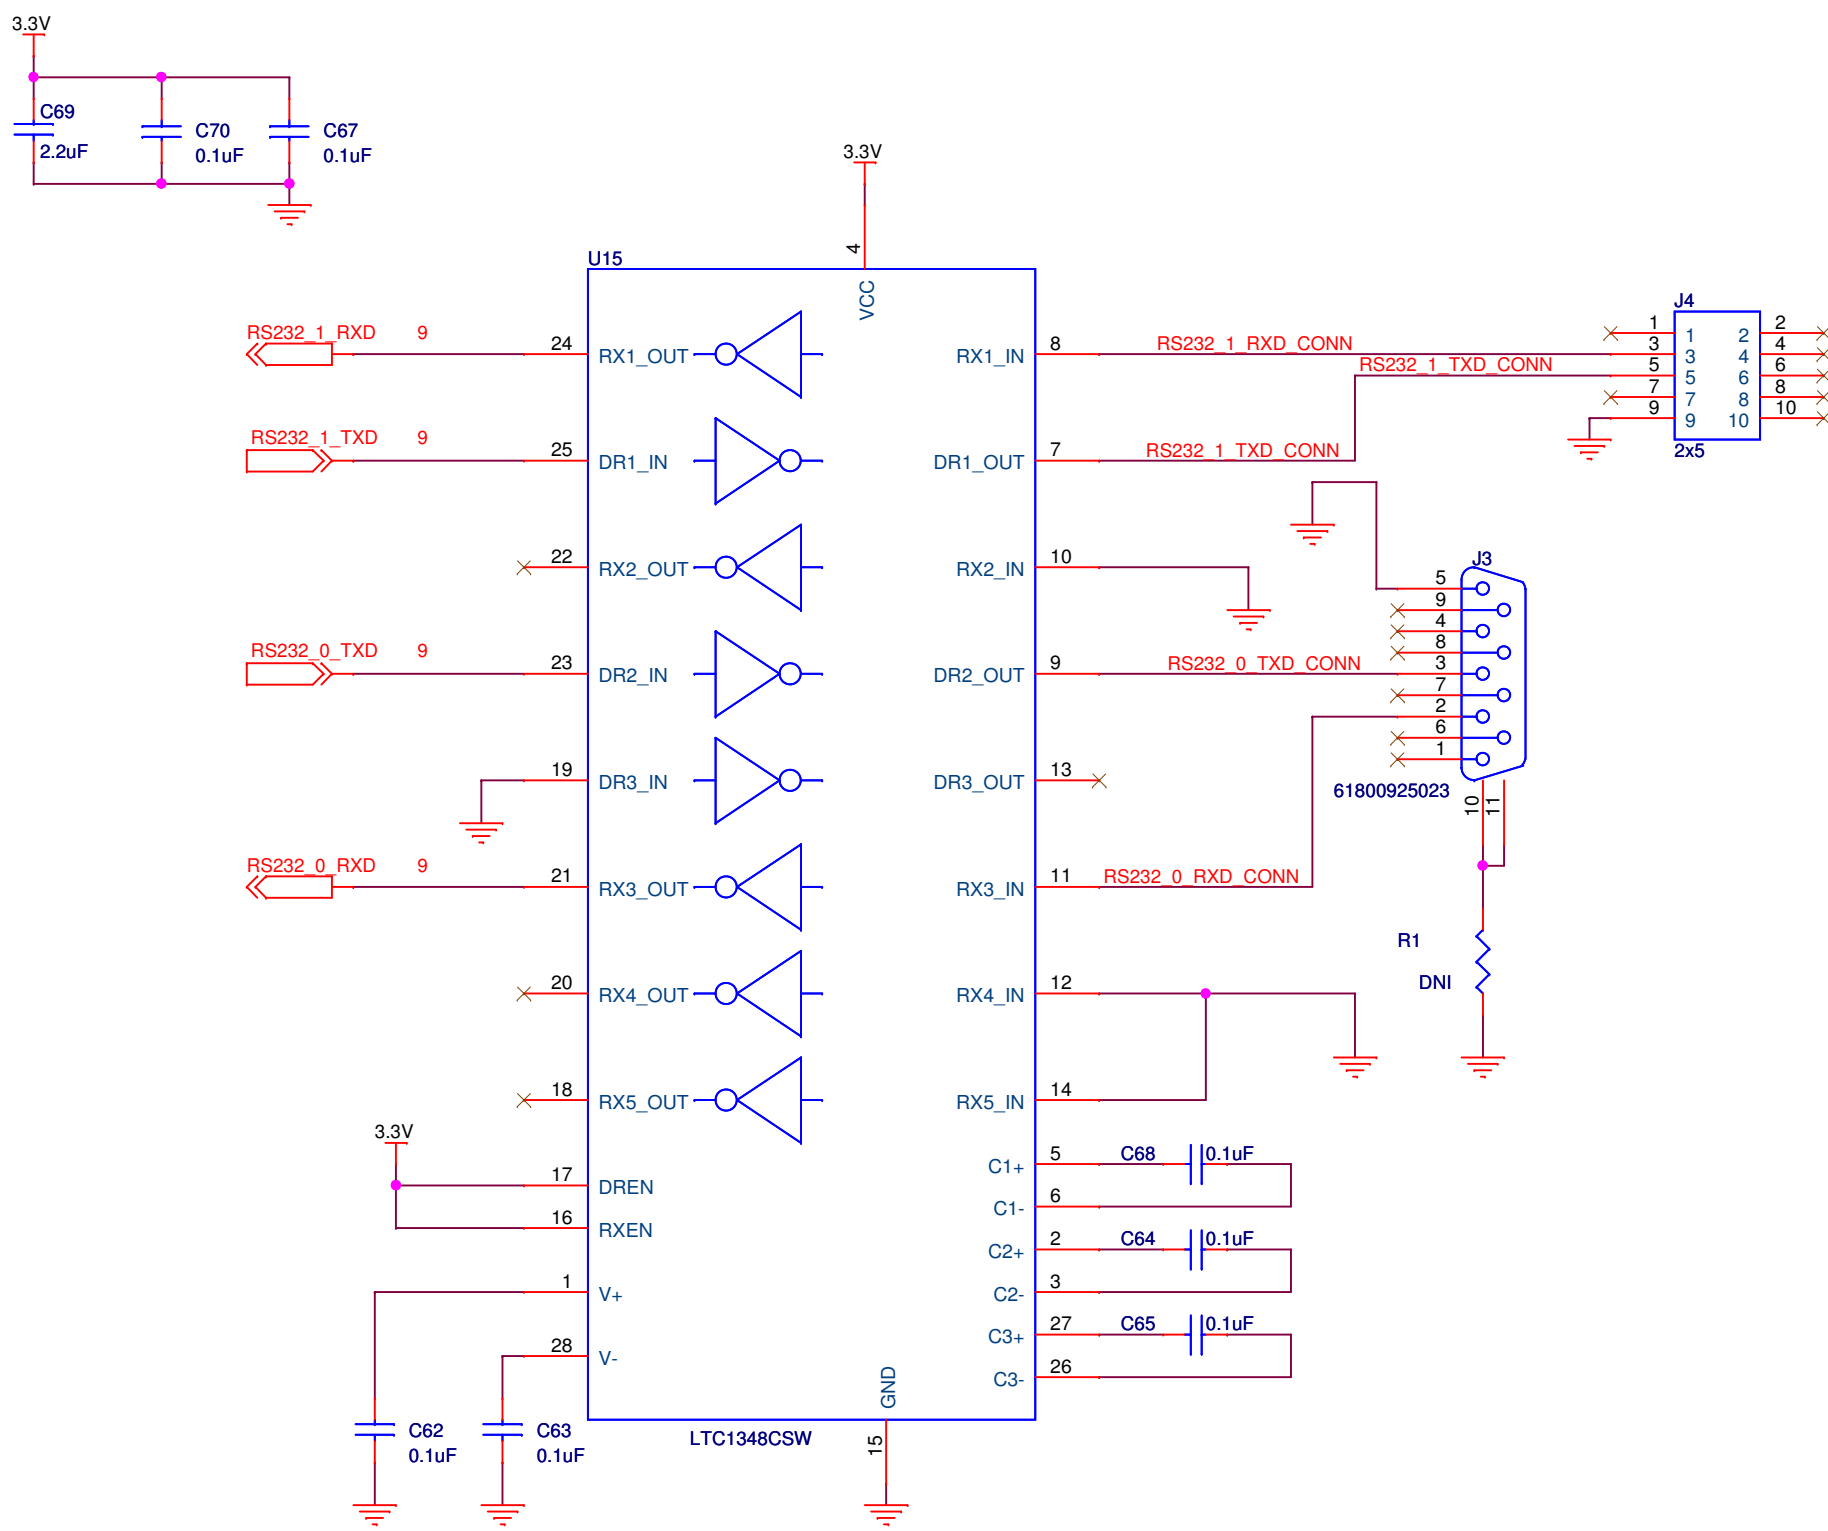 3.3V
C69
2.2uF
C70
0.1uF
C67
0.1uF
3.3V
4
VCC
U15
RS232_1_RXD 9
24 RX1_OUT
RX1_IN 8
RS232_1_RXD_CONN
RS232_1_TXD_CONN
J4
1 1 2 2
3 3 4 4
5 5 6 6
7 7 8 8
9 9 10 10
2x5
RS232_1_TXD 9
25 DR1_IN
DR1_OUT 7
RS232_1_TXD_CONN
22 RX2_OUT
RX2_IN 10
RS232_0_TXD 9
23 DR2_IN
DR2_OUT 9
RS232_0_TXD_CONN
J3
5
9
4
8
3
7
2
6
1
61800925023
10
11
19 DR3_IN
DR3_OUT 13
RS232_0_RXD 9
21 RX3_OUT
RX3_IN 11
RS232_0_RXD_CONN
R1
DNI
20 RX4_OUT
RX4_IN 12
18 RX5_OUT
RX5_IN 14
3.3V
17 DREN
16 RXEN
1 V+
28 V-
C1+ 5
C68 0.1uF
C1- 6
C2+ 2
C64 0.1uF
C2- 3
C3+ 27
C65 0.1uF
C3- 26
GND
15
LTC1348CSW
C62
0.1uF
C63
0.1uF